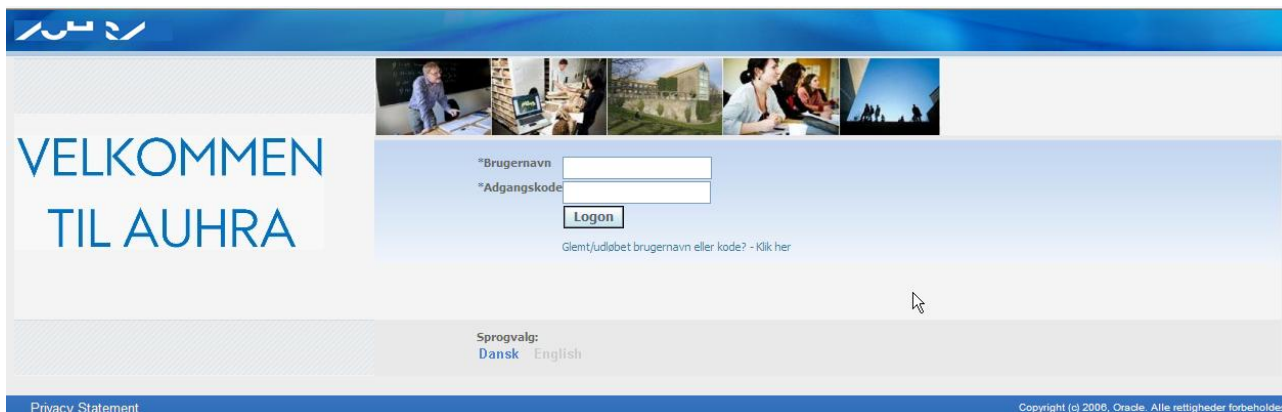 VELKOMMEN
TIL AUHRA
*Brugernavn
*Adgangskode
Logon
Glemt/udløbet brugernavn eller kode? - Klik her
Sprogvalg:
Dansk English
Privacy Statement
Copyright (c) 2006, Oracle. Alle rettigheder forbeholdes